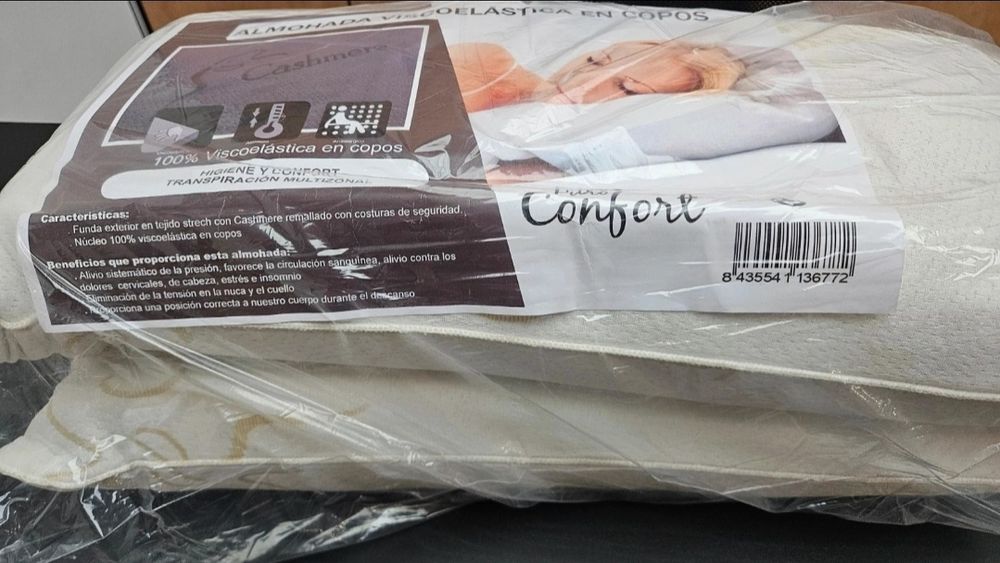 ALMOHADA VISCOELÁSTICA EN COPOS
Cashmere
100% Viscoelástica en copos
HIGIENE Y CONFORT
TRANSPIRACIÓN MULTIZONAL
Características:
Funda exterior en tejido strech con Cashmere remallado con costuras de seguridad.
Núcleo 100% viscoelástica en copos
Beneficios que proporciona esta almohada:
. Alivio sistemático de la presión, favorece la circulación sanguinea, alivio contra los
dolores cervicales, de cabeza, estrés e insomnio
. Eliminación de la tensión en la nuca y el cuello
. Proporciona una posición correcta a nuestro cuerpo durante el descanso
Pure
Confort
8 435541 136772